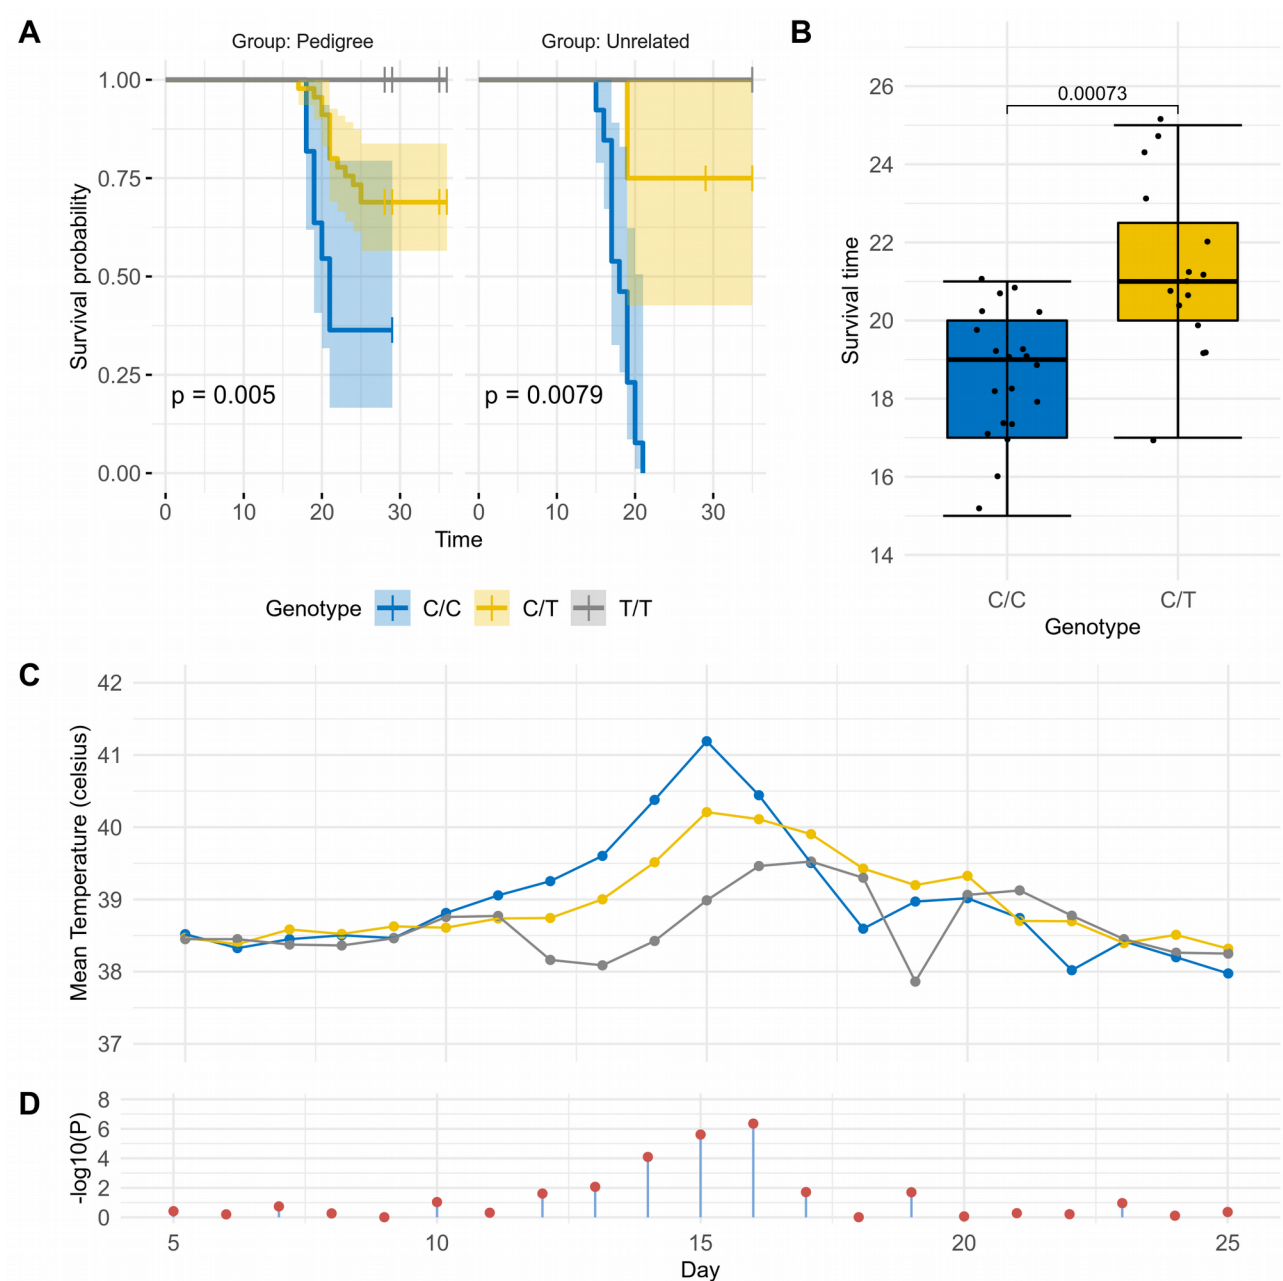 A
Group: Pedigree
Group: Unrelated
1.00
0.75
0.50
0.25
0.00
Survival probability
p = 0.005
p = 0.0079
0 10 20 30
0 10 20 30
Time
Genotype C/C C/T T/T
B
26
24
22
20
18
16
14
Survival time
0.00073
C/C C/T
Genotype
C
42
41
40
39
38
37
Mean Temperature (celsius)
D
8
6
4
2
0
-log10(P)
5 10 15 20 25
Day